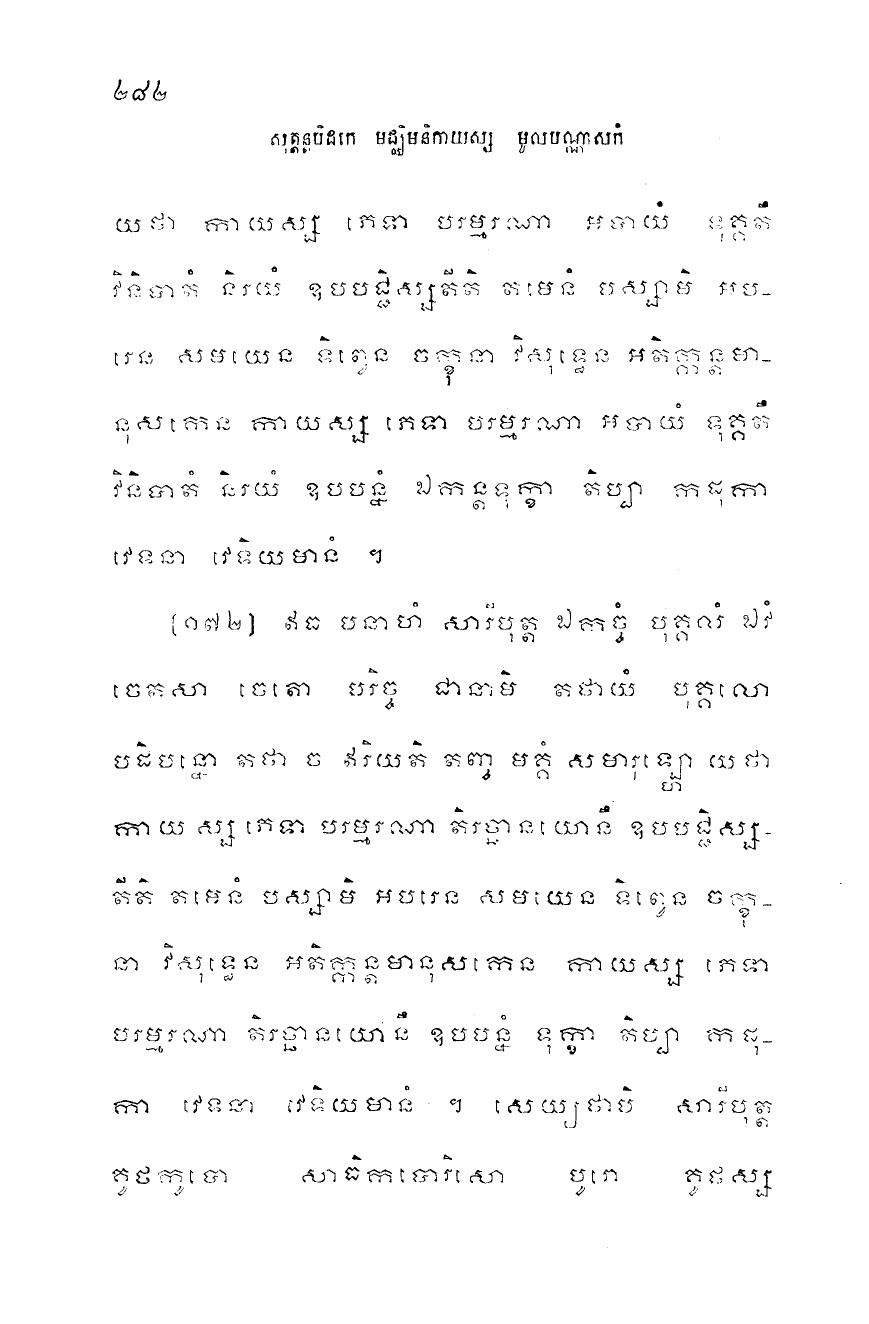 ២៨២
សុត្តន្តបិដកេ មជ្ឈិមនិកាយស្ស មូលបណ្ណាសកំ
យថា កាយស្ស ភេទា បរម្មរណា អបាយំ ទុគ្គតឹ
វិនិបាតំ និរយំ ឧបបជ្ជិស្សតីតិ តមេនំ បស្សាមិ អប-
រេន សមយេន ទិព្វេន ចក្ខុនា វិសុទ្ធេន អតិក្កន្តមា-
នុសកេន កាយស្ស ភេទា បរម្មរណា អបាយំ ទុគ្គតឹ
វិនិបាតំ និរយំ ឧបបន្នំ ឯកន្តទុក្ខា តិប្បា កដុកា
វេទនា វេទិយមានំ ។
[១៧២] ឥធ បនាហំ សារីបុត្ត ឯកច្ចំ បុគ្គលំ ឯវំ
ចេតសា ចេតោ បរិច្ច ជានាមិ តថាយំ បុគ្គលោ
បដិបន្នោ តថា ច ឥរិយតិ តញ្ច មគ្គំ សមារុឡ្ហោ យថា
កាយស្ស ភេទា បរម្មរណា តិរច្ឆានយោនឹ ឧបបជ្ជិស្ស-
តីតិ តមេនំ បស្សាមិ អបរេន សមយេន ទិព្វេន ចក្ខុ-
នា វិសុទ្ធេន អតិក្កន្តមានុសកេន កាយស្ស ភេទា
បរម្មរណា តិរច្ឆានយោនឹ ឧបបន្នំ ទុក្ខា តិប្បា កដុ-
កា វេទនា វេទិយមានំ ។ សេយ្យថាបិ សារីបុត្ត
គូថកូបោ សាធិកបោរិសោ បូរោ គូថស្ស